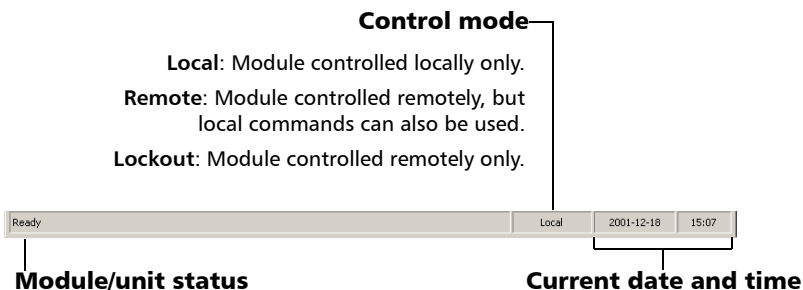 Control mode
Local: Module controlled locally only.
Remote: Module controlled remotely, but
local commands can also be used.
Lockout: Module controlled remotely only.
Ready Local 2001-12-18 15:07
Module/unit status Current date and time